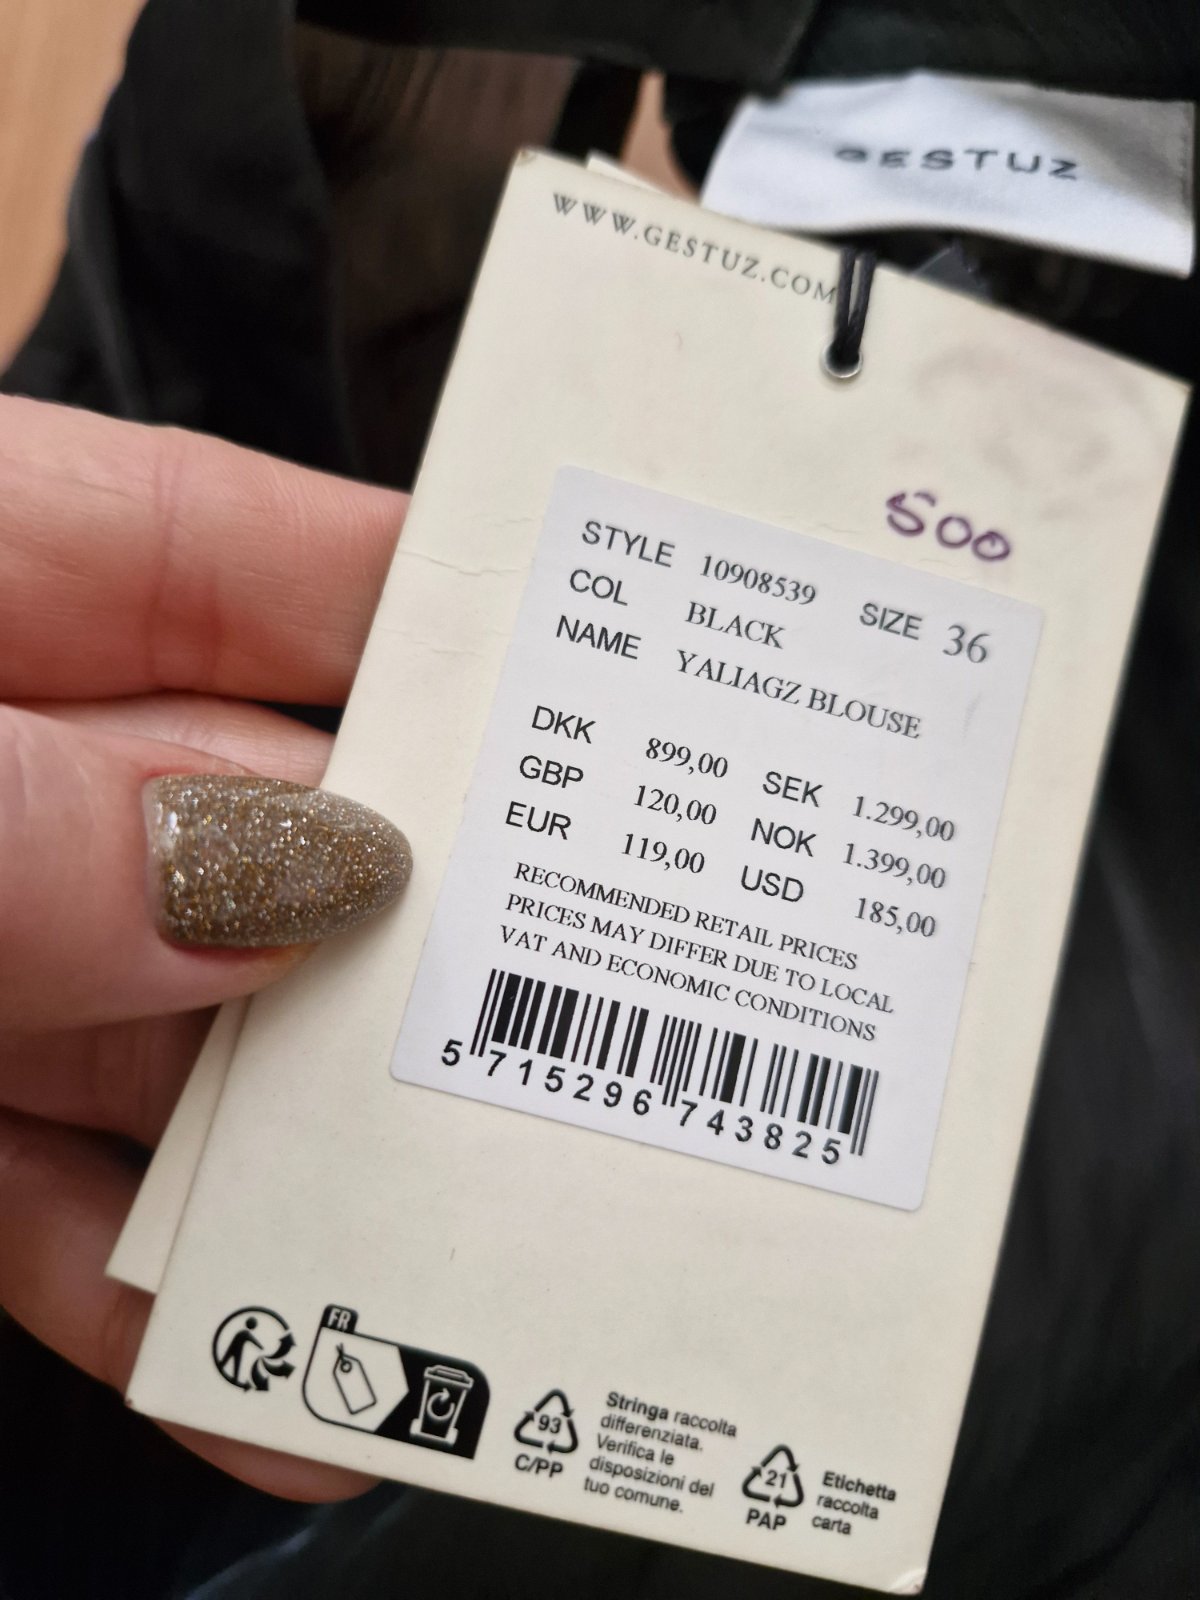 GESTUZ
WWW.GESTUZ.COM
500
STYLE 10908539 SIZE 36
COL BLACK
NAME YALIAGZ BLOUSE
DKK 899,00 SEK 1.299,00
GBP 120,00 NOK 1.399,00
EUR 119,00 USD 185,00
RECOMMENDED RETAIL PRICES
PRICES MAY DIFFER DUE TO LOCAL
VAT AND ECONOMIC CONDITIONS
5 715296 743825
FR
93
C/PP
Stringa raccolta
differenziata.
Verifica le
disposizioni del
tuo comune.
21
PAP
Etichetta
raccolta
carta